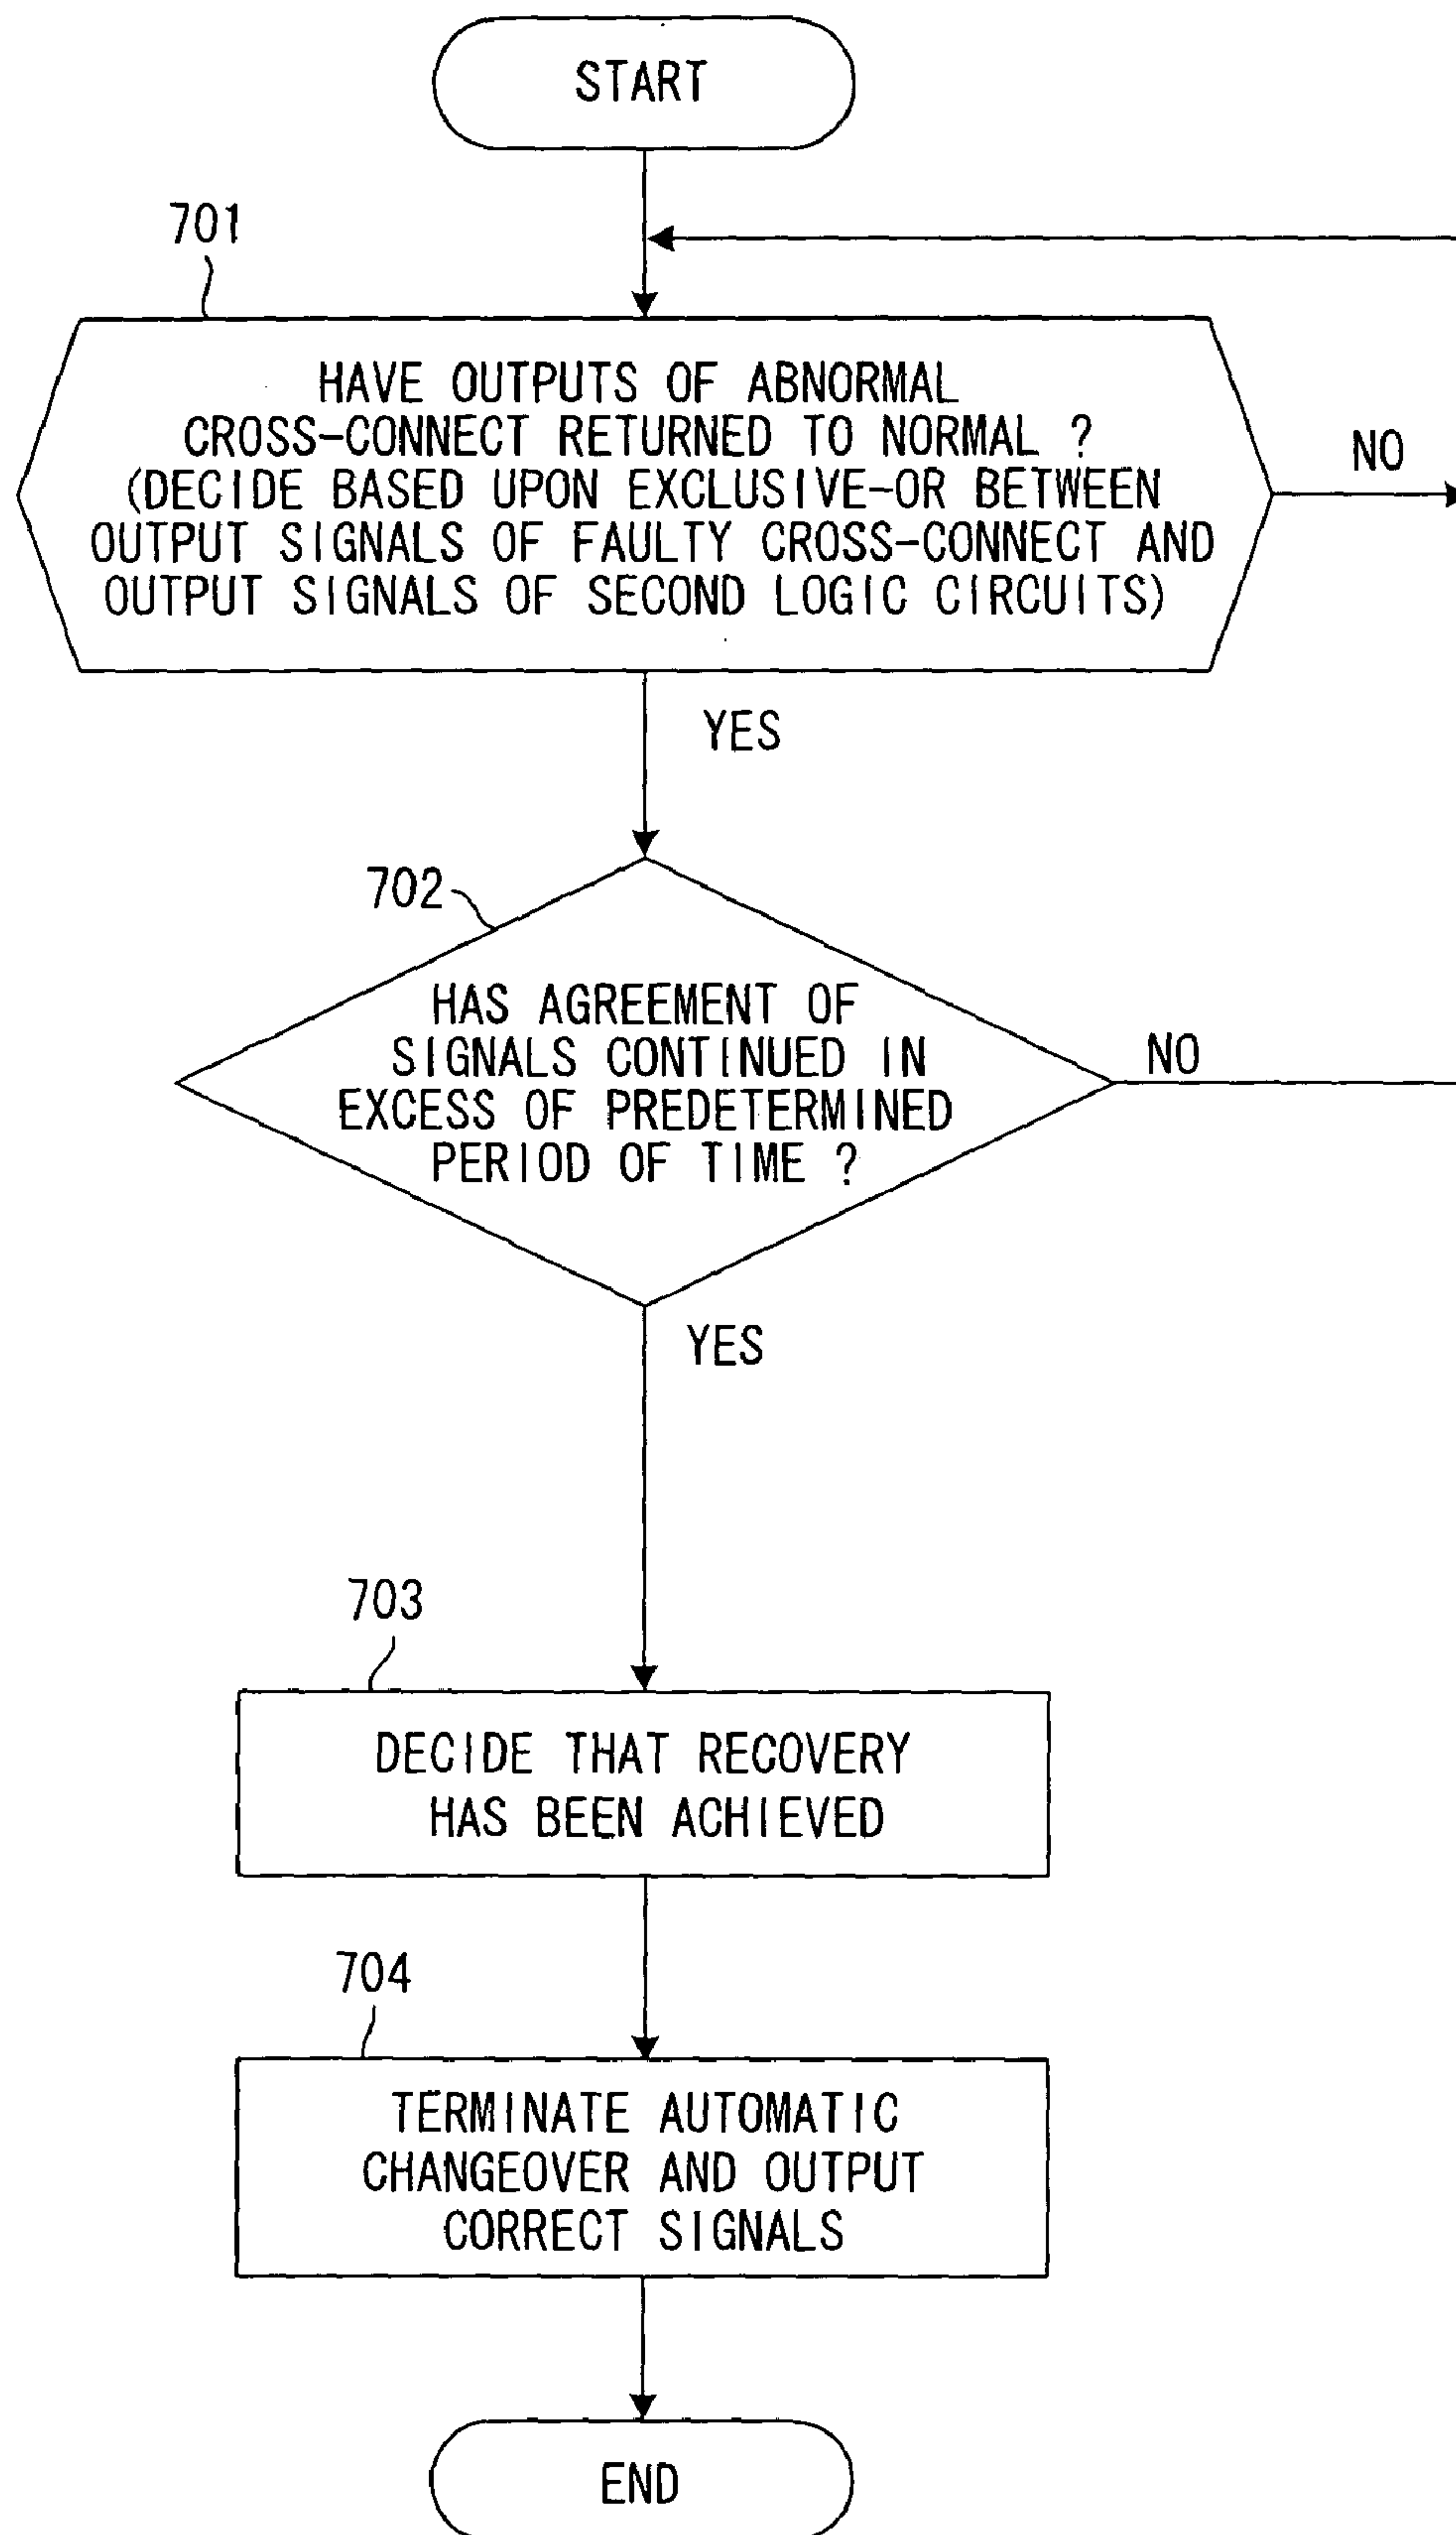 START
701
HAVE OUTPUTS OF ABNORMAL
CROSS-CONNECT RETURNED TO NORMAL ?
(DECIDE BASED UPON EXCLUSIVE-OR BETWEEN
OUTPUT SIGNALS OF FAULTY CROSS-CONNECT AND
OUTPUT SIGNALS OF SECOND LOGIC CIRCUITS)
NO
YES
702
HAS AGREEMENT OF
SIGNALS CONTINUED IN
EXCESS OF PREDETERMINED
PERIOD OF TIME ?
NO
YES
703
DECIDE THAT RECOVERY
HAS BEEN ACHIEVED
704
TERMINATE AUTOMATIC
CHANGEOVER AND OUTPUT
CORRECT SIGNALS
END